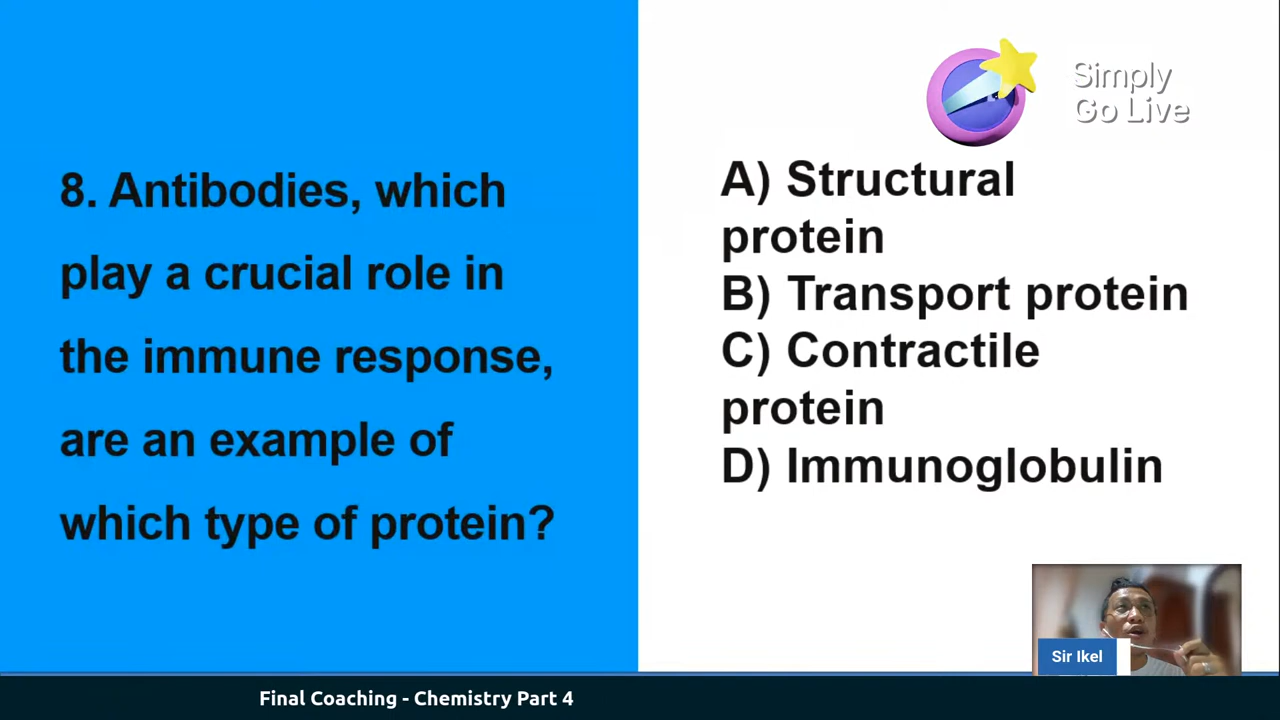 8. Antibodies, which
play a crucial role in
the immune response,
are an example of
which type of protein?
Simply
Go Live
A) Structural
protein
B) Transport protein
C) Contractile
protein
D) Immunoglobulin
Sir Ikel
Final Coaching - Chemistry Part 4